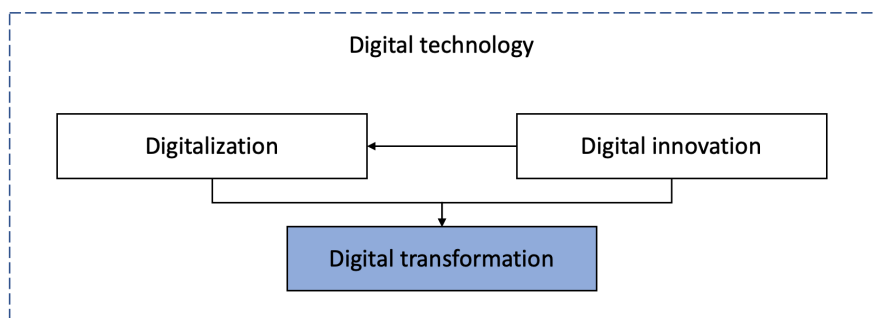 Digital technology
Digitalization
Digital innovation
Digital transformation